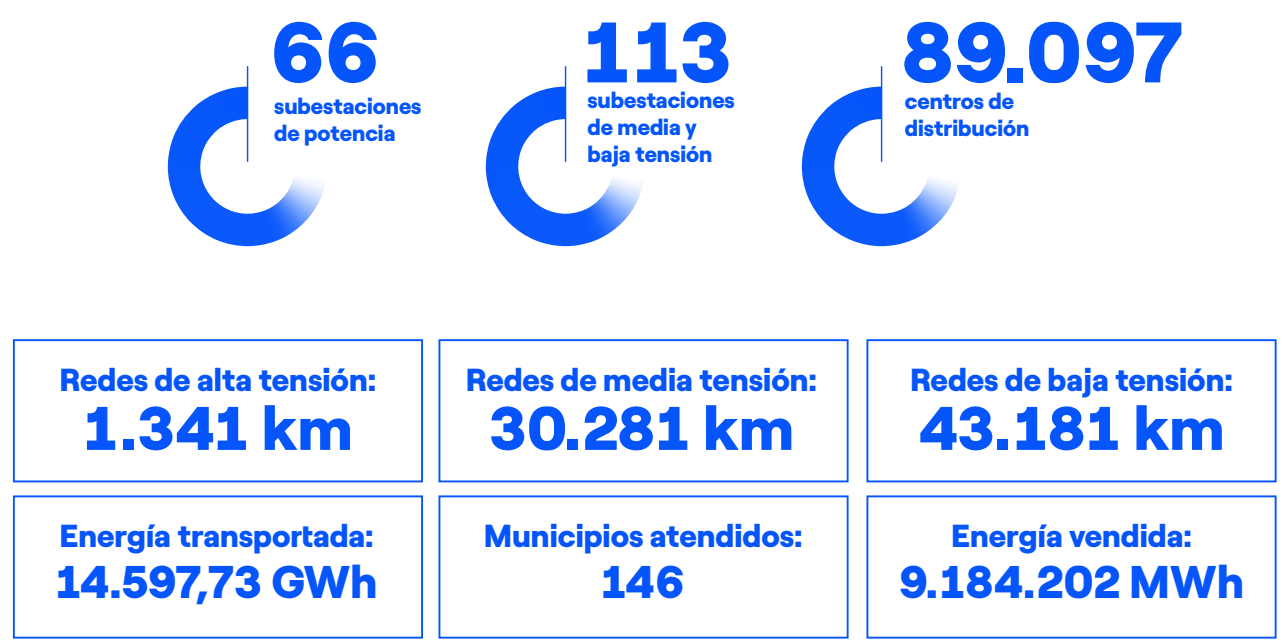 66
subestaciones
de potencia
113
subestaciones
de media y
baja tensión
89.097
centros de
distribución
Redes de alta tensión:
1.341 km
Redes de media tensión:
30.281 km
Redes de baja tensión:
43.181 km
Energía transportada:
14.597,73 GWh
Municipios atendidos:
146
Energía vendida:
9.184.202 MWh